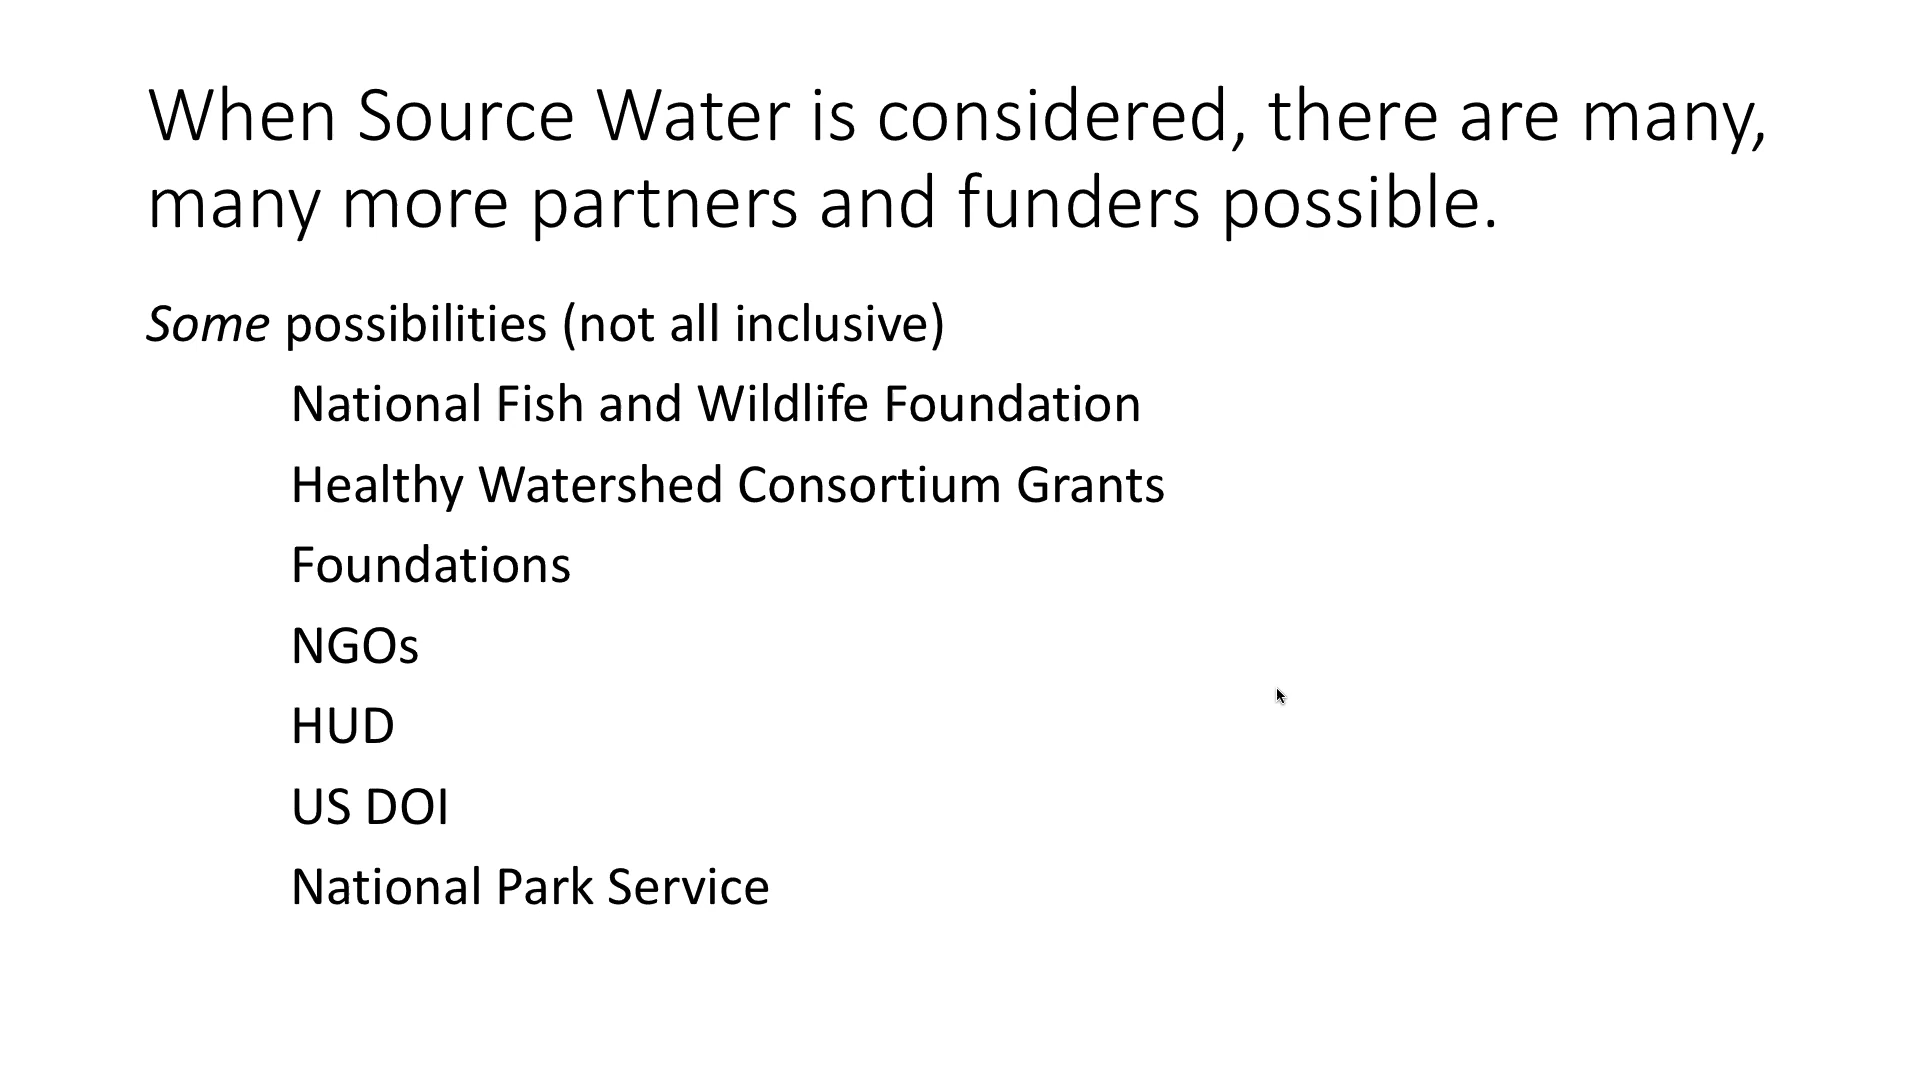 When Source Water is considered, there are many,
many more partners and funders possible.
Some possibilities (not all inclusive)
National Fish and Wildlife Foundation
Healthy Watershed Consortium Grants
Foundations
NGOs
HUD
US DOI
National Park Service